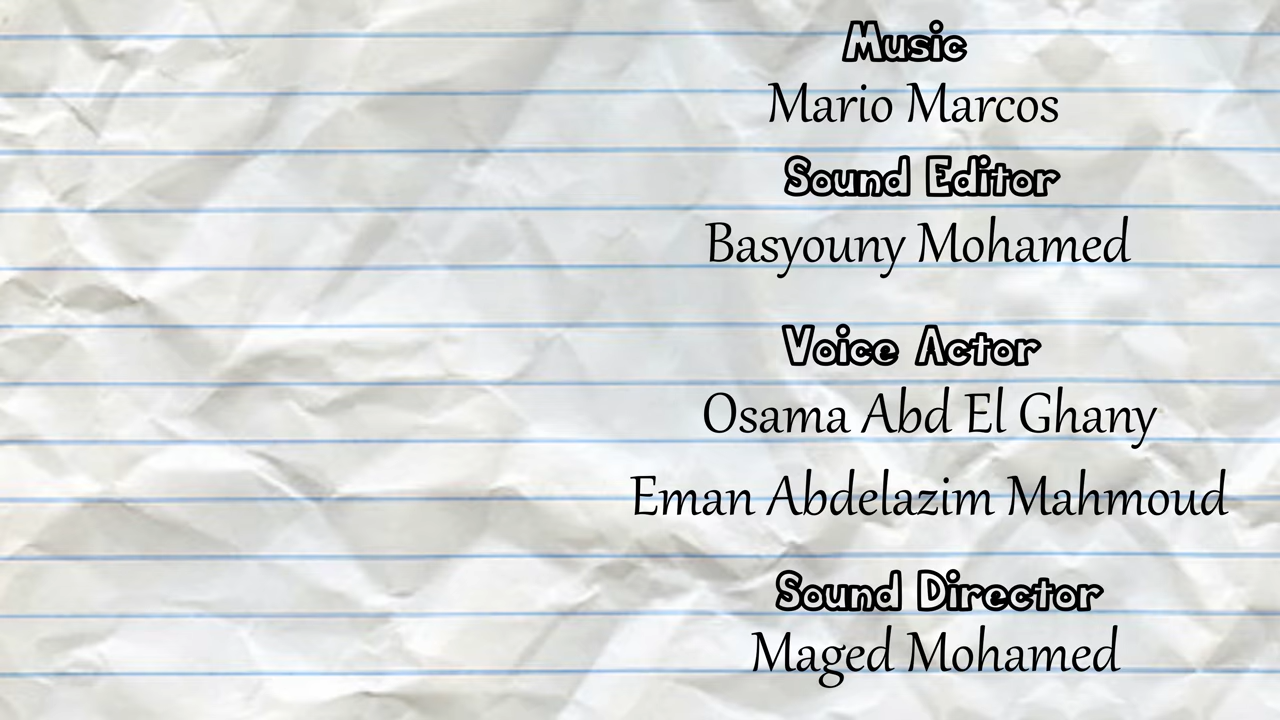 Music
Mario Marcos
Sound Editor
Basyouny Mohamed
Voice Actor
Osama Abd El Ghany
Eman Abdelazim Mahmoud
Sound Director
Maged Mohamed